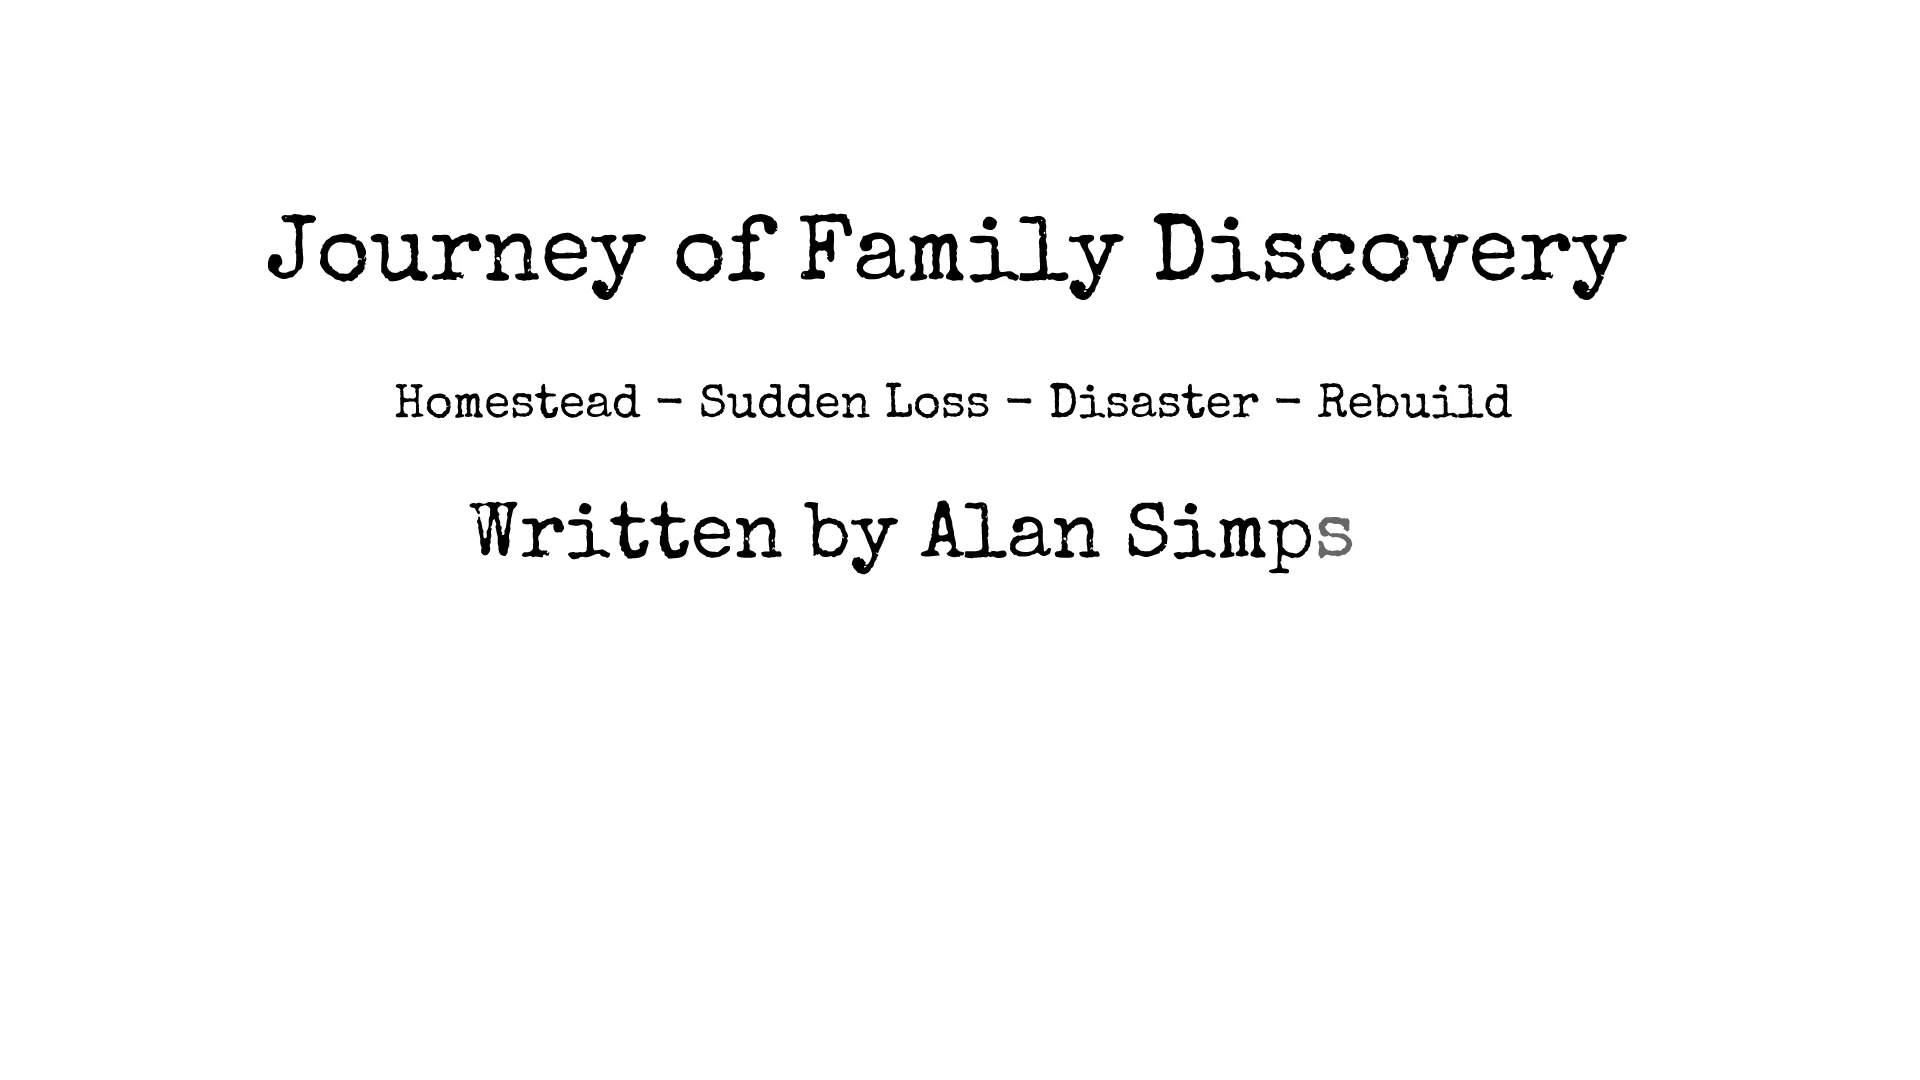 Journey of Family Discovery
Homestead - Sudden Loss - Disaster - Rebuild
Written by Alan Simps